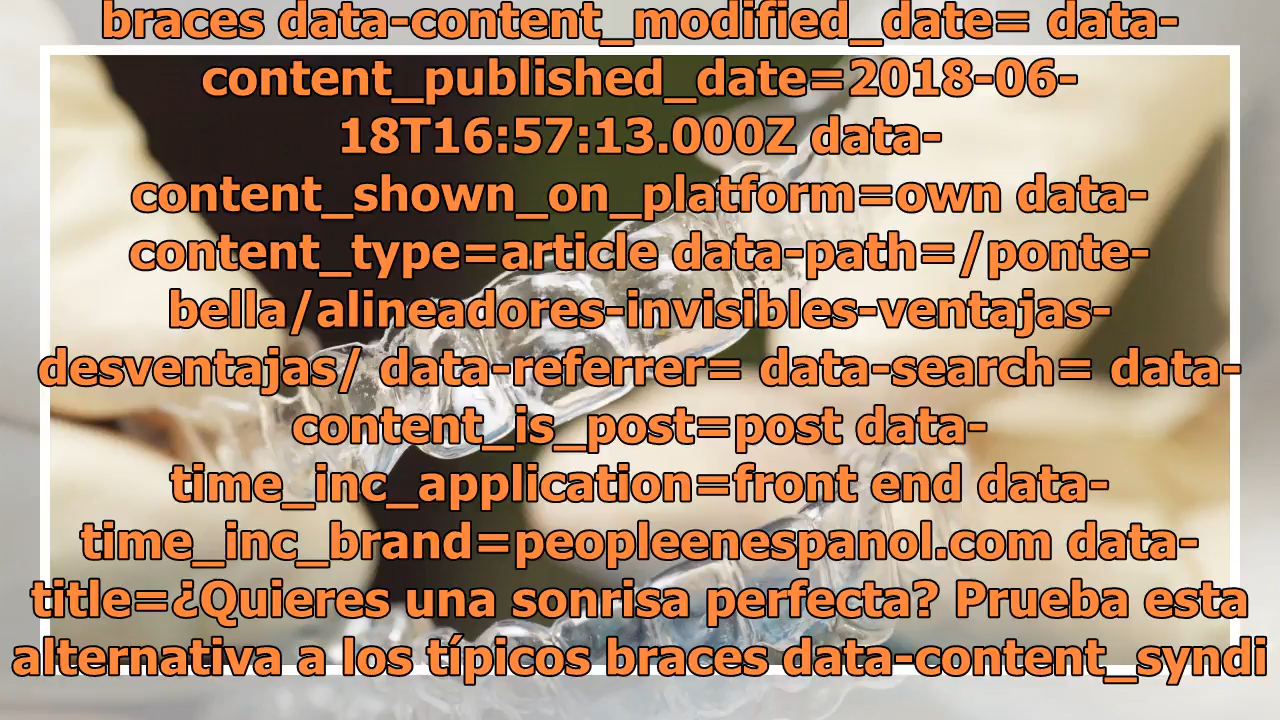 braces data-content_modified_date= data-
content_published_date=2018-06-
18T16:57:13.000Z data-
content_shown_on_platform=own data-
content_type=article data-path=/ponte-
bella/alineadores-invisibles-ventajas-
desventajas/ data-referrer= data-search= data-
content_is_post=post data-
time_inc_application=front end data-
time_inc_brand=peopleenespanol.com data-
title=¿Quieres una sonrisa perfecta? Prueba esta
alternativa a los típicos braces data-content_syndi